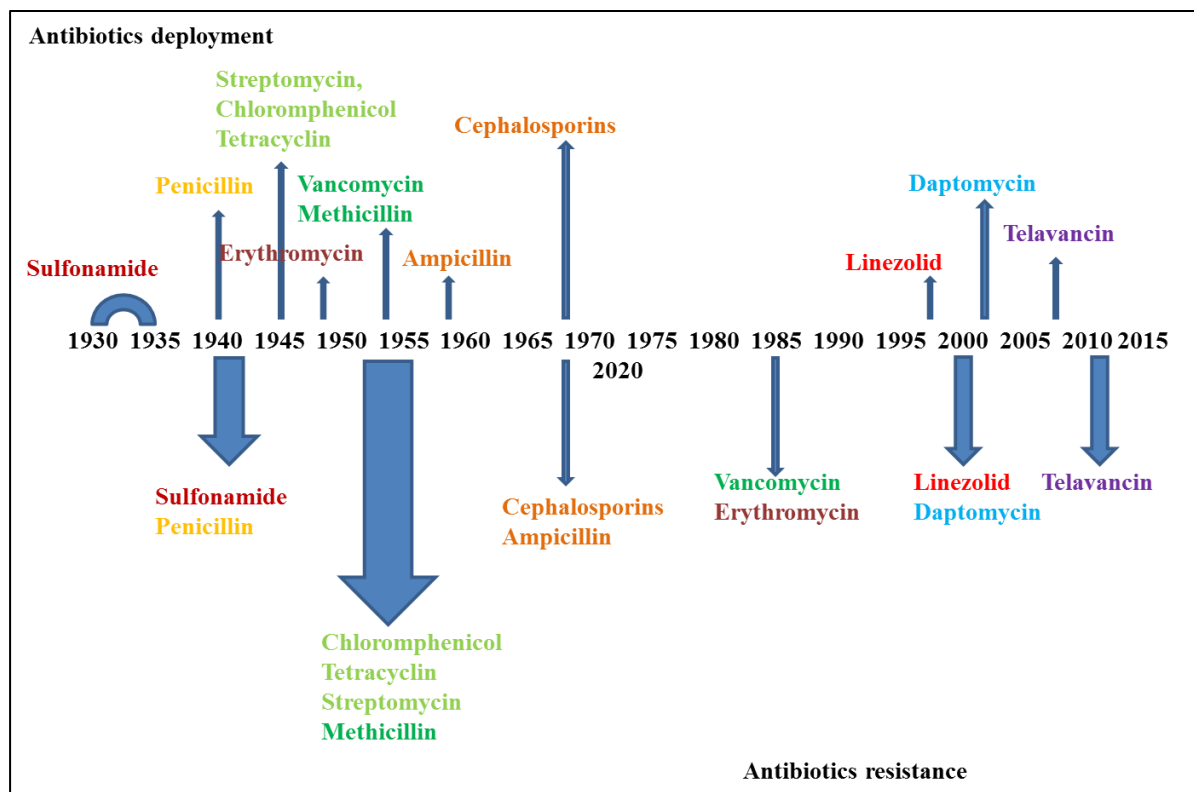 Antibiotics deployment
Streptomycin,
Chloromphenicol
Tetracyclin
Cephalosporins
Penicillin
Vancomycin
Methicillin
Daptomycin
Erythromycin
Ampicillin
Telavancin
Sulfonamide
Linezolid
1930 1935 1940 1945 1950 1955 1960 1965 1970 1975 1980 1985 1990 1995 2000 2005 2010 2015
2020
Sulfonamide
Penicillin
Cephalosporins
Ampicillin
Vancomycin
Erythromycin
Linezolid
Daptomycin
Telavancin
Chloromphenicol
Tetracyclin
Streptomycin
Methicillin
Antibiotics resistance